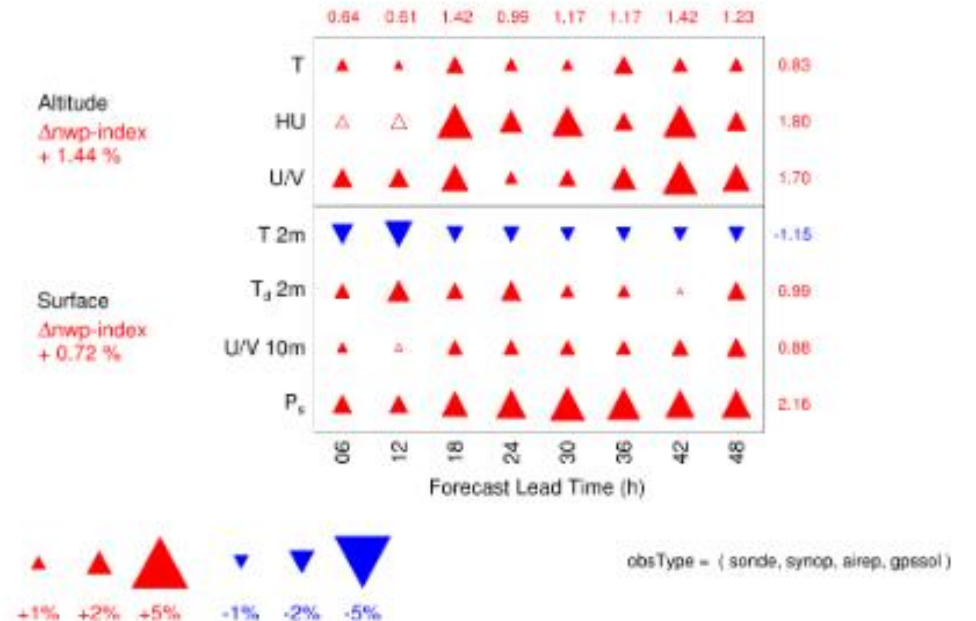 0.64 0.61 1.42 0.99 1.17 1.17 1.42 1.23
T 0.83
Altitude
Δnwp-index
+ 1.44 %
HU 1.80
U/V 1.70
T 2m -1.15
Td 2m 0.99
Surface
Δnwp-index
+ 0.72 %
U/V 10m 0.88
Ps 2.16
06 12 18 24 30 36 42 48
Forecast Lead Time (h)
obsType = ( sonde, synop, airep, gpssol )
+1% +2% +5% -1% -2% -5%